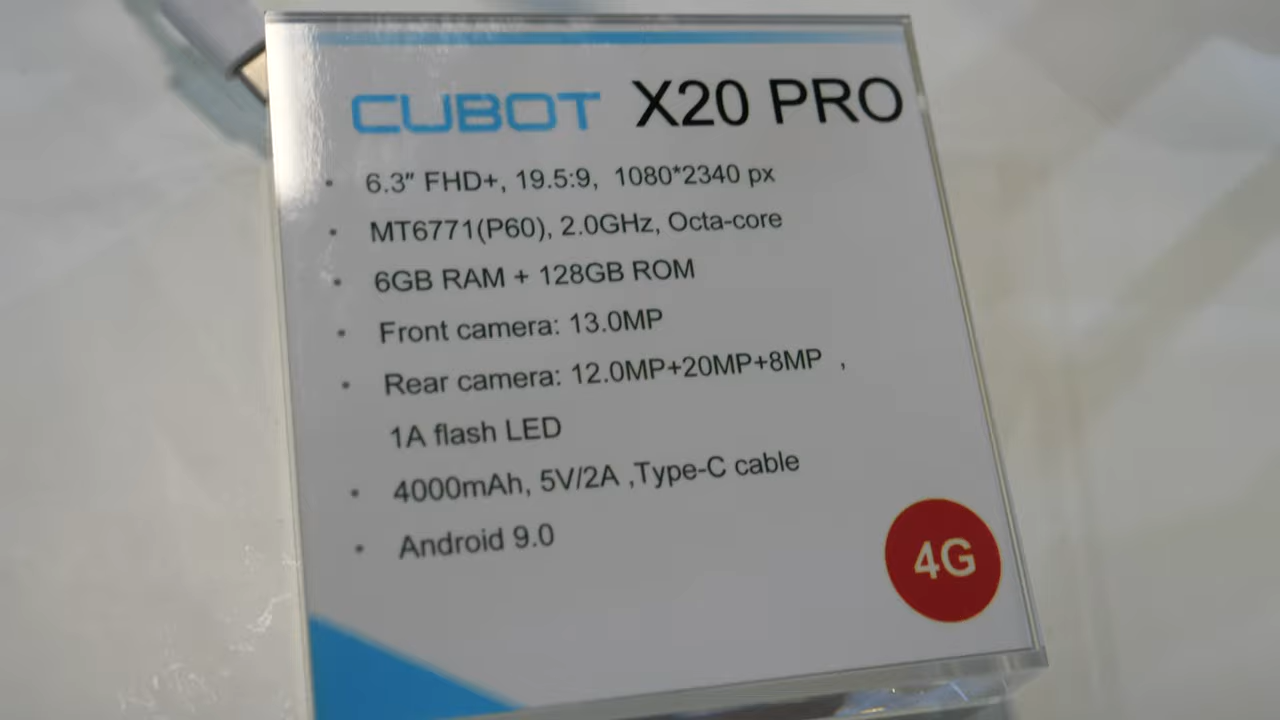 CUBOT X20 PRO
• 6.3" FHD+, 19.5:9, 1080*2340 px
• MT6771(P60), 2.0GHz, Octa-core
• 6GB RAM + 128GB ROM
• Front camera: 13.0MP
• Rear camera: 12.0MP+20MP+8MP ,
1A flash LED
• 4000mAh, 5V/2A ,Type-C cable
• Android 9.0
4G